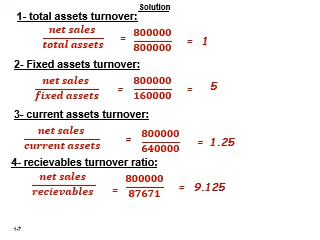 Solution
1- total assets turnover:
net sales / total assets = 800000 / 800000 = 1
2- Fixed assets turnover:
net sales / fixed assets = 800000 / 160000 = 5
3- current assets turnover:
net sales / current assets = 800000 / 640000 = 1.25
4- recievables turnover ratio:
net sales / recievables = 800000 / 87671 = 9.125
1-7